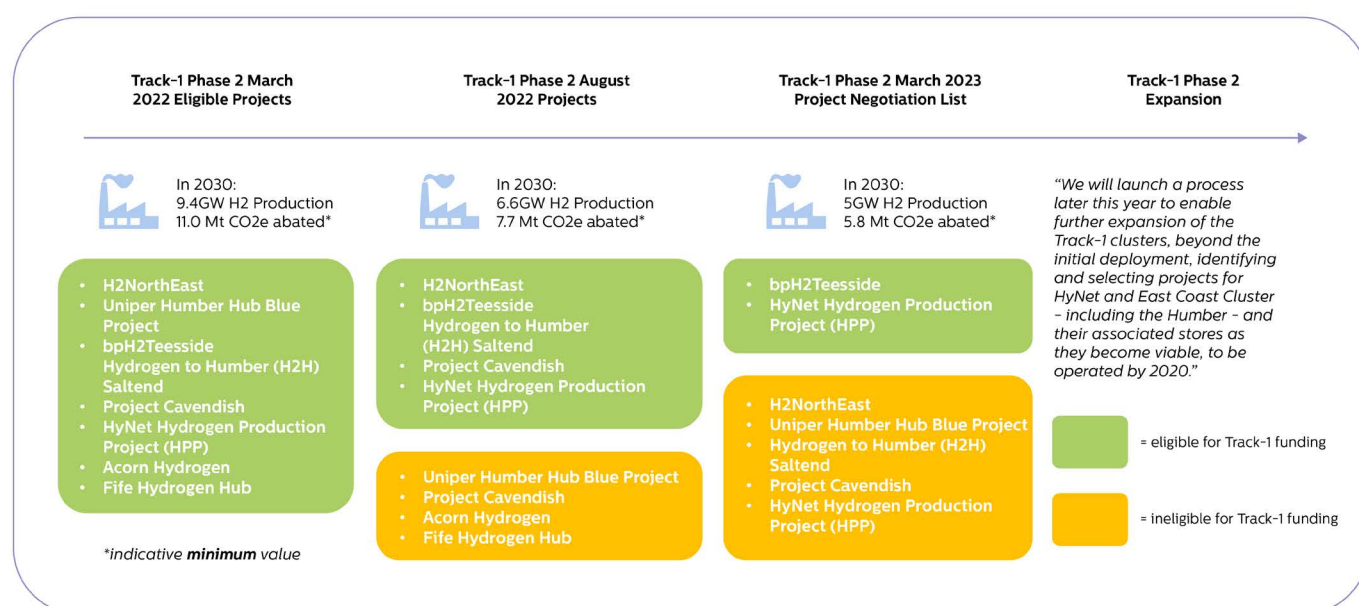 Track-1 Phase 2 March
2022 Eligible Projects
Track-1 Phase 2 August
2022 Projects
Track-1 Phase 2 March 2023
Project Negotiation List
Track-1 Phase 2
Expansion
In 2030:
9.4GW H2 Production
11.0 Mt CO2e abated*
In 2030:
6.6GW H2 Production
7.7 Mt CO2e abated*
In 2030:
5GW H2 Production
5.8 Mt CO2e abated*
• H2NorthEast
• Uniper Humber Hub Blue
Project
• bpH2Teesside
Hydrogen to Humber (H2H)
Saltend
• Project Cavendish
• HyNet Hydrogen Production
Project (HPP)
• Acorn Hydrogen
• Fife Hydrogen Hub
*indicative minimum value
• H2NorthEast
• bpH2Teesside
Hydrogen to Humber
(H2H) Saltend
• Project Cavendish
• HyNet Hydrogen Production
Project (HPP)
• Uniper Humber Hub Blue Project
• Project Cavendish
• Acorn Hydrogen
• Fife Hydrogen Hub
• bpH2Teesside
• HyNet Hydrogen Production
Project (HPP)
• H2NorthEast
• Uniper Humber Hub Blue Project
• Hydrogen to Humber (H2H)
Saltend
• Project Cavendish
• HyNet Hydrogen Production
Project (HPP)
“We will launch a process
later this year to enable
further expansion of the
Track-1 clusters, beyond the
initial deployment, identifying
and selecting projects for
HyNet and East Coast Cluster
- including the Humber - and
their associated stores as
they become viable, to be
operated by 2020.”
= eligible for Track-1 funding
= ineligible for Track-1 funding